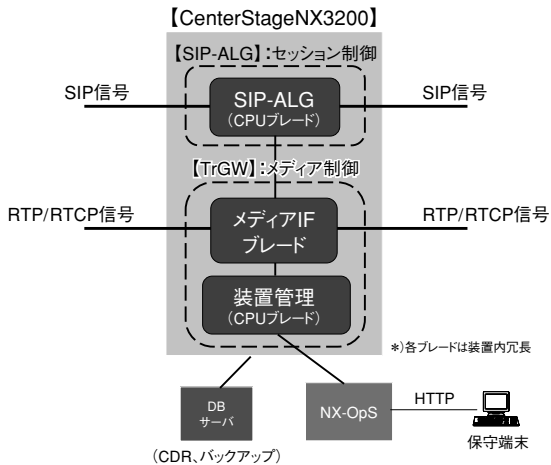 【CenterStageNX3200】
【SIP-ALG】:セッション制御
SIP信号
SIP-ALG
(CPUブレード)
SIP信号
【TrGW】:メディア制御
RTP/RTCP信号
メディアIF
ブレード
RTP/RTCP信号
装置管理
(CPUブレード)
*)各ブレードは装置内冗長
DB
サーバ
NX-OpS
HTTP
保守端末
(CDR、バックアップ)